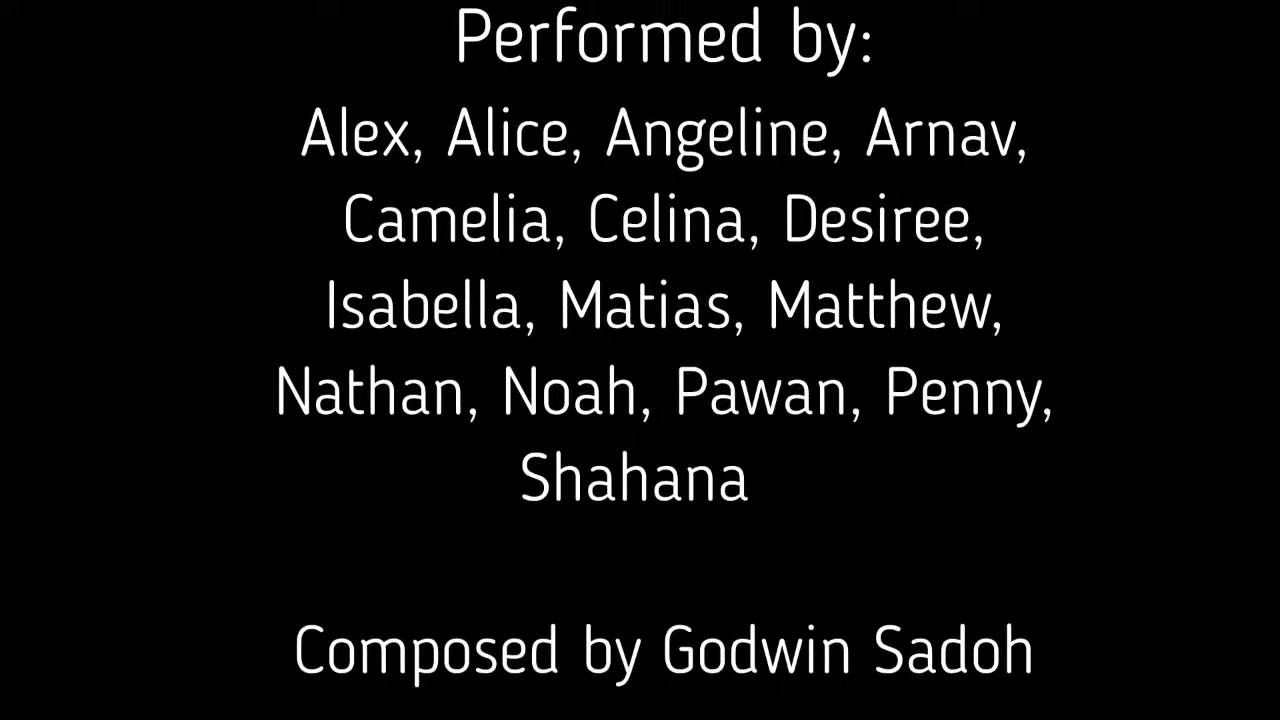 Performed by:
Alex, Alice, Angeline, Arnav,
Camelia, Celina, Desiree,
Isabella, Matias, Matthew,
Nathan, Noah, Pawan, Penny,
Shahana
Composed by Godwin Sadoh